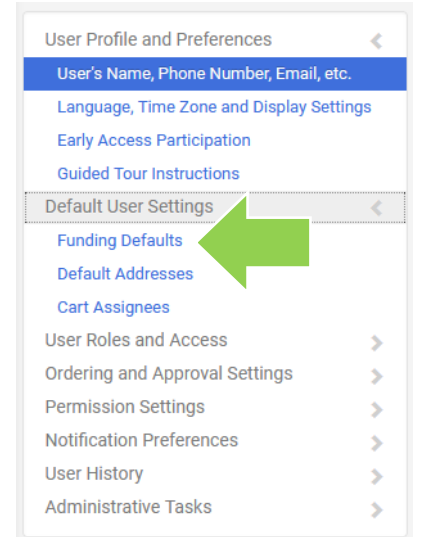 User Profile and Preferences
User's Name, Phone Number, Email, etc.
Language, Time Zone and Display Settings
Early Access Participation
Guided Tour Instructions
Default User Settings
Funding Defaults
Default Addresses
Cart Assignees
User Roles and Access
Ordering and Approval Settings
Permission Settings
Notification Preferences
User History
Administrative Tasks